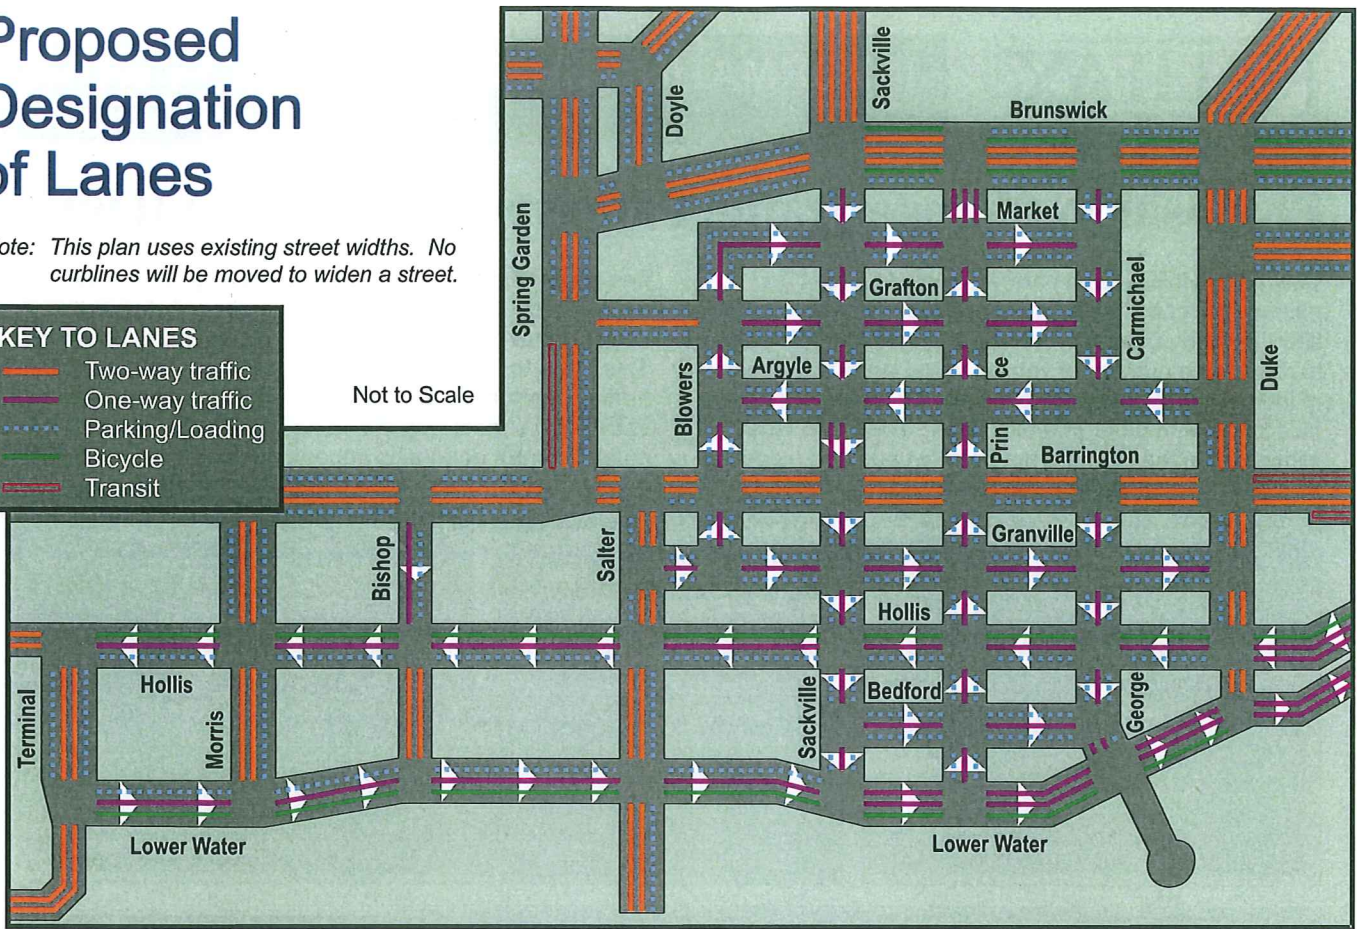 Proposed
Designation
of Lanes
ote: This plan uses existing street widths. No
curblines will be moved to widen a street.
KEY TO LANES
Two-way traffic
One-way traffic
Parking/Loading
Bicycle
Transit
Not to Scale
Sackville
Brunswick
Doyle
Market
Spring Garden
Grafton
Carmichael
Argyle
Prince
Duke
Blowers
Barrington
Granville
Bishop
Salter
Hollis
Hollis
Bedford
George
Terminal
Morris
Sackville
Lower Water
Lower Water